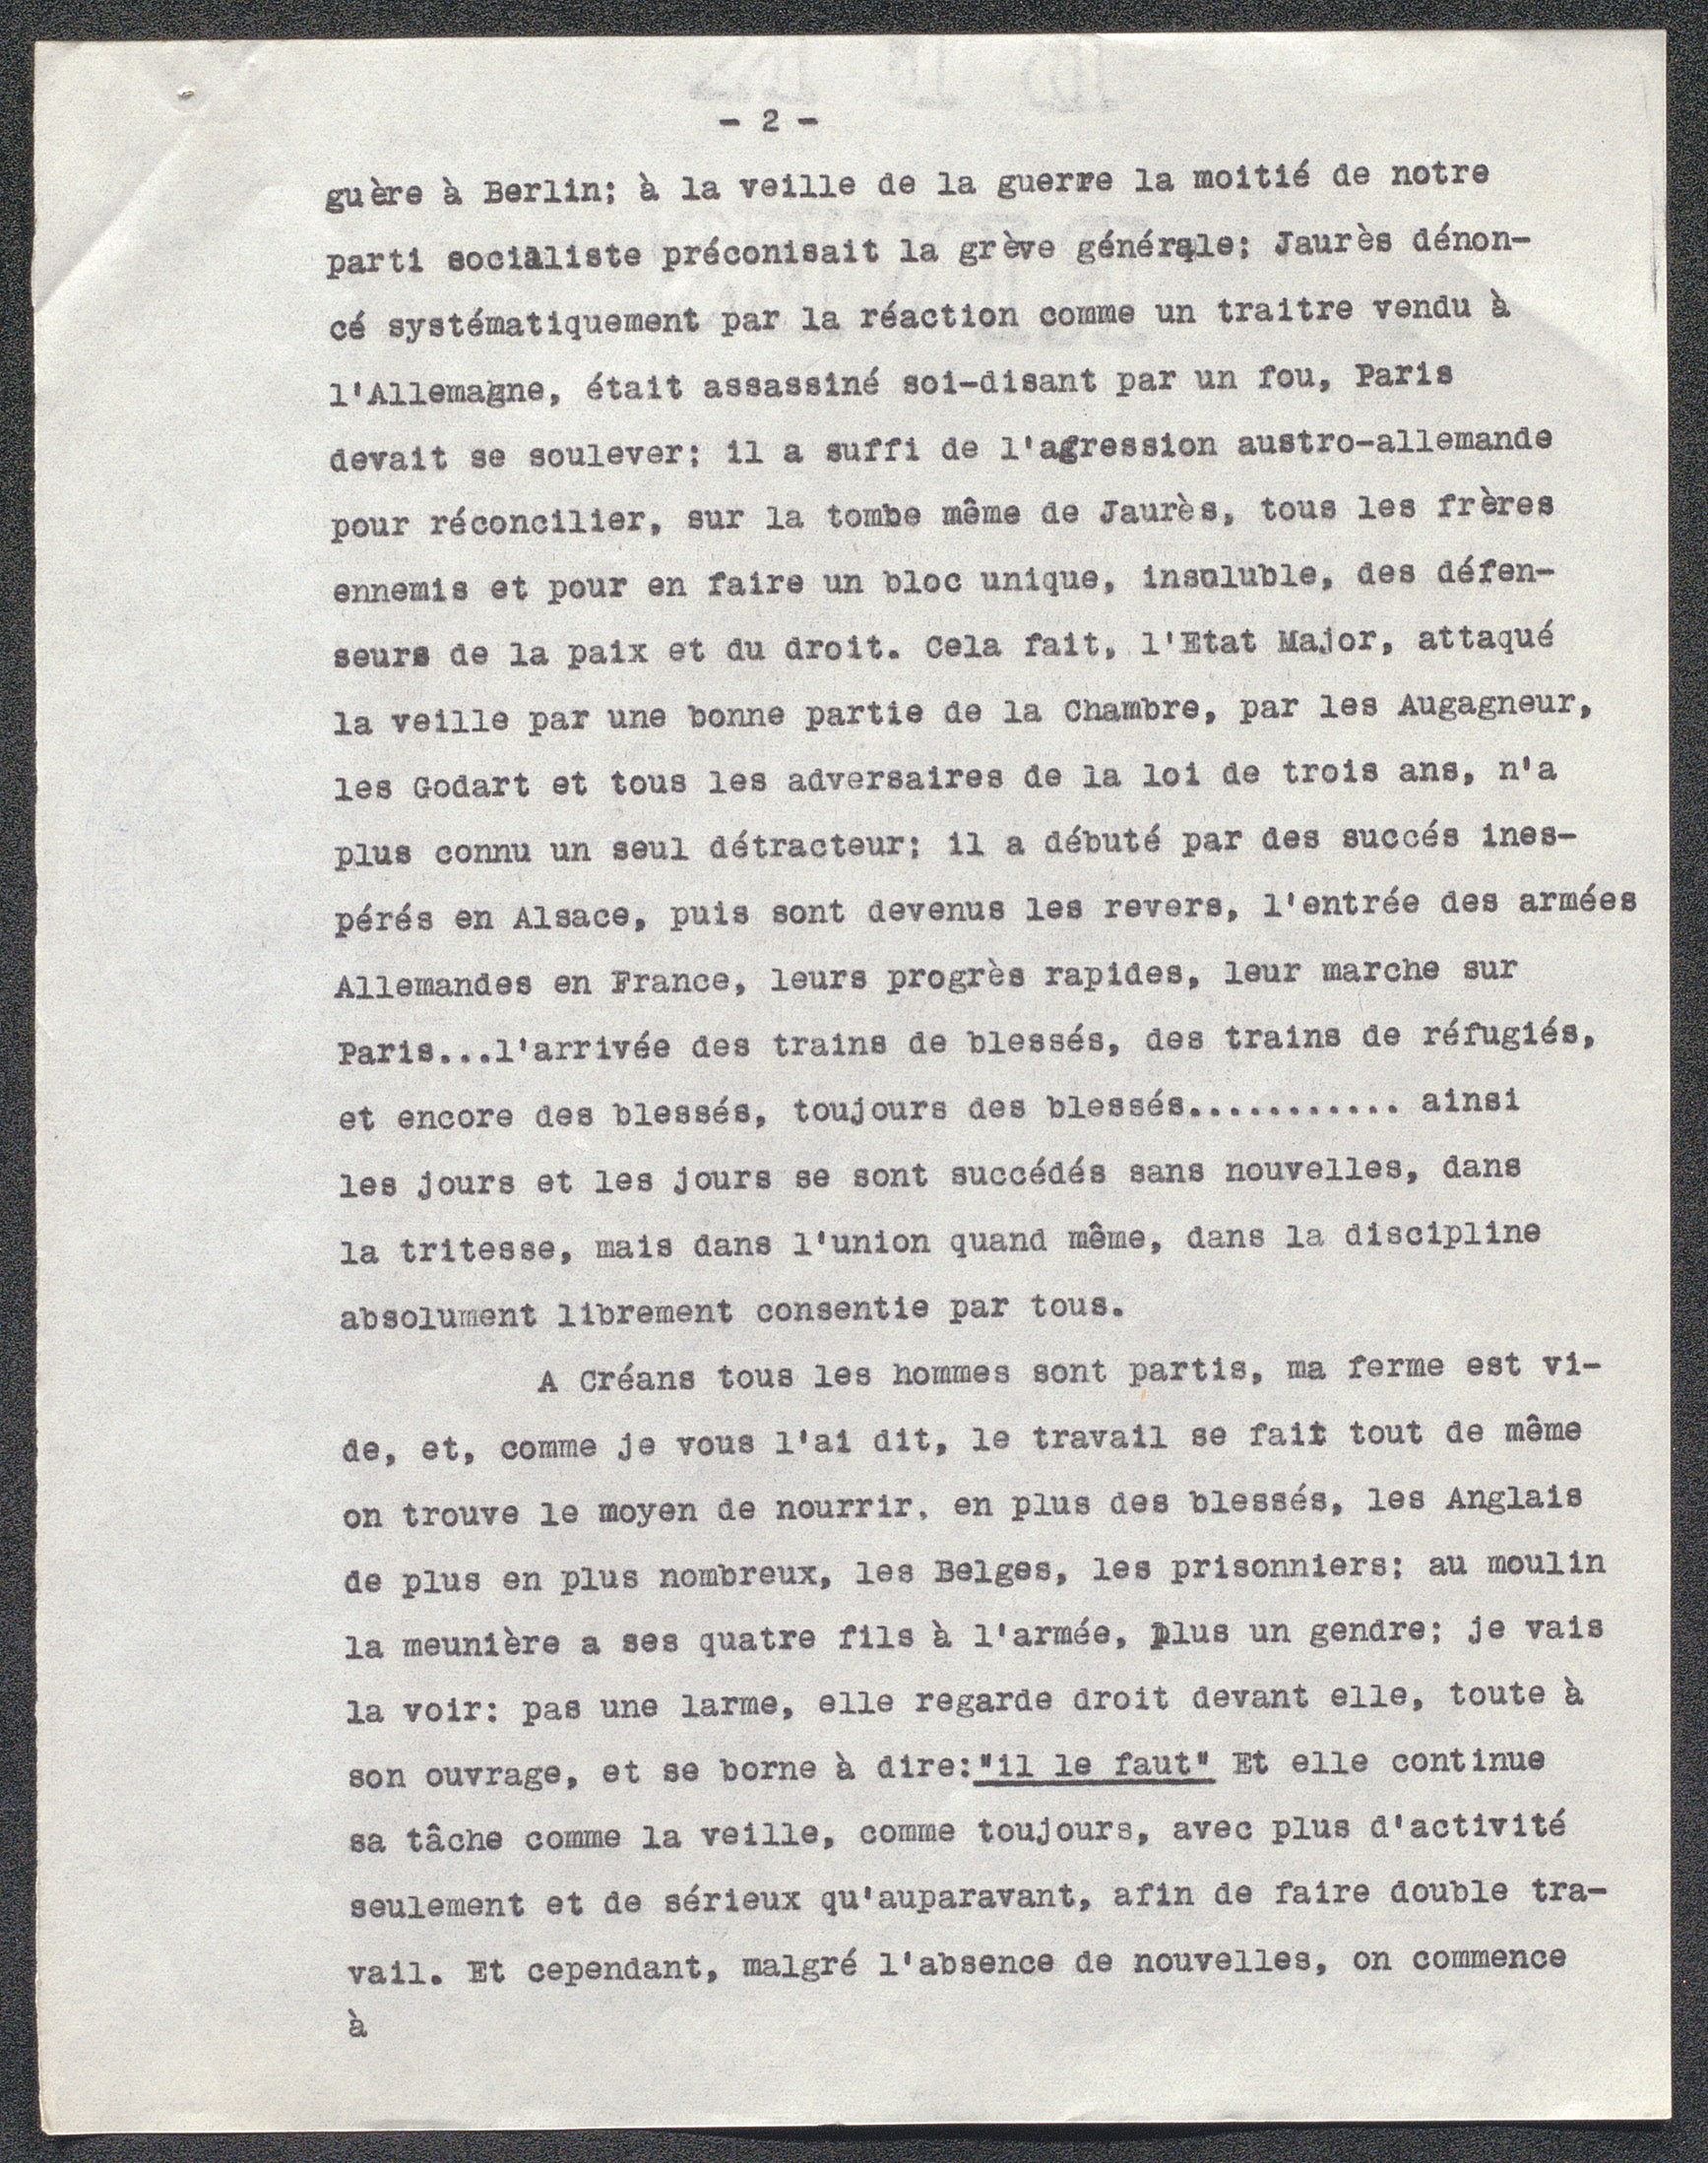 - 2 -
guère à Berlin; à la veille de la guerre la moitié de notre
parti socialiste préconisait la grève générale; Jaurès dénon-
cé systématiquement par la réaction comme un traitre vendu à
l'Allemagne, était assassiné soi-disant par un fou, Paris
devait se soulever; il a suffi de l'agression austro-allemande
pour réconcilier, sur la tombe même de Jaurès, tous les frères
ennemis et pour en faire un bloc unique, insoluble, des défen-
seurs de la paix et du droit. Cela fait, l'Etat Major, attaqué
la veille par une bonne partie de la Chambre, par les Augagneur,
les Godart et tous les adversaires de la loi de trois ans, n'a
plus connu un seul détracteur; il a débuté par des succés ines-
pérés en Alsace, puis sont devenus les revers, l'entrée des armées
Allemandes en France, leurs progrès rapides, leur marche sur
Paris...l'arrivée des trains de blessés, des trains de réfugiés,
et encore des blessés, toujours des blessés........... ainsi
les jours et les jours se sont succédés sans nouvelles, dans
la tritesse, mais dans l'union quand même, dans la discipline
absolument librement consentie par tous.
A Créans tous les hommes sont partis, ma ferme est vi-
de, et, comme je vous l'ai dit, le travail se fait tout de même
on trouve le moyen de nourrir, en plus des blessés, les Anglais
de plus en plus nombreux, les Belges, les prisonniers; au moulin
la meunière a ses quatre fils à l'armée, plus un gendre; je vais
la voir: pas une larme, elle regarde droit devant elle, toute à
son ouvrage, et se borne à dire:"il le faut" Et elle continue
sa tâche comme la veille, comme toujours, avec plus d'activité
seulement et de sérieux qu'auparavant, afin de faire double tra-
vail. Et cependant, malgré l'absence de nouvelles, on commence
à